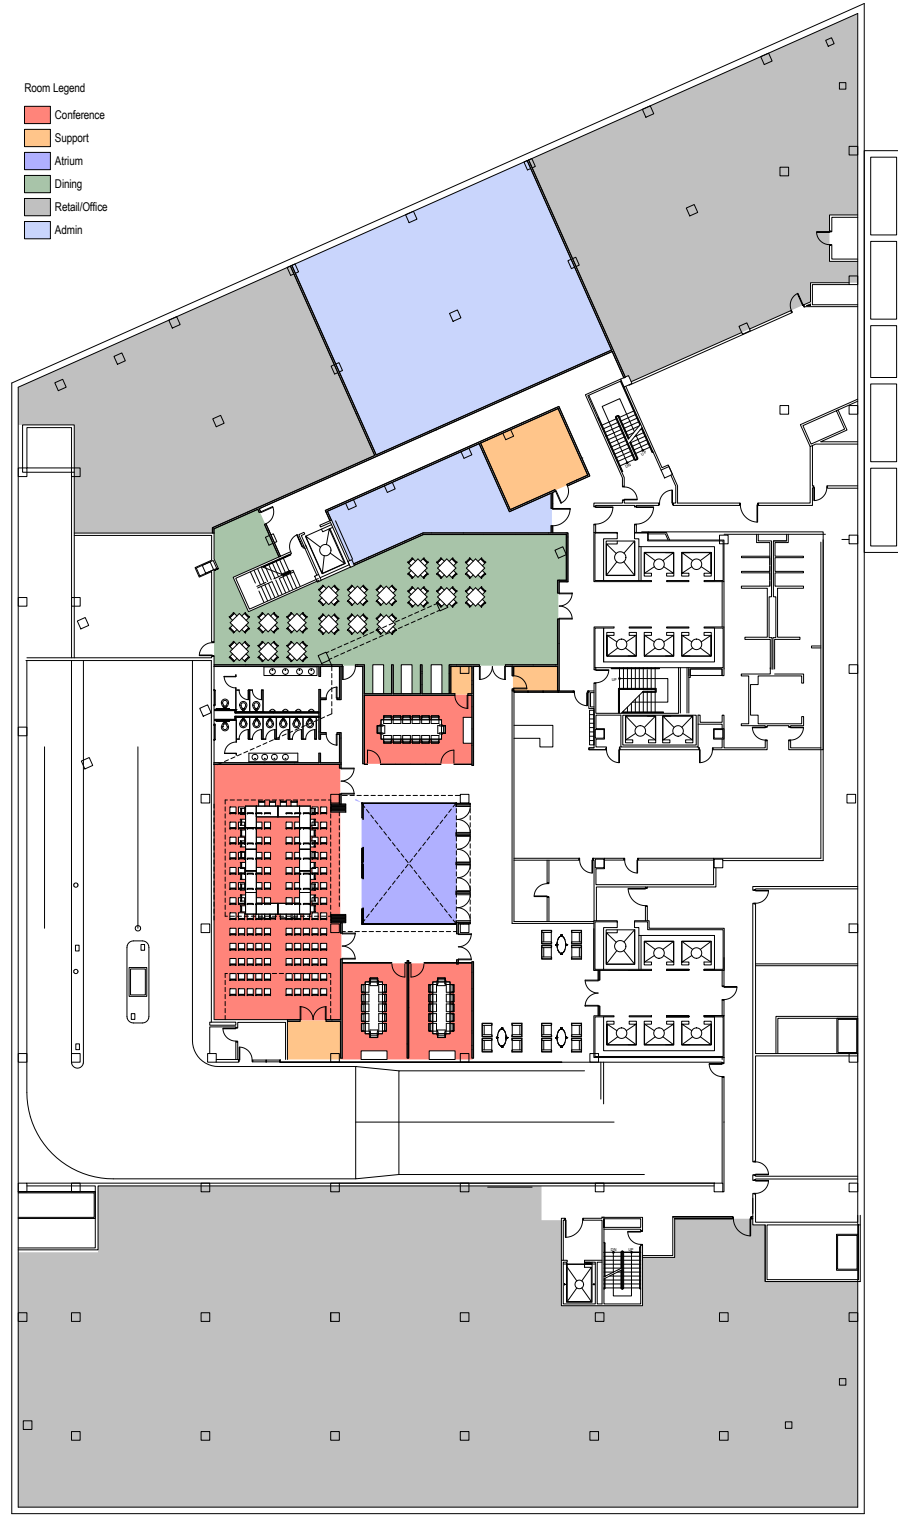 Room Legend
Conference
Support
Atrium
Dining
Retail/Office
Admin